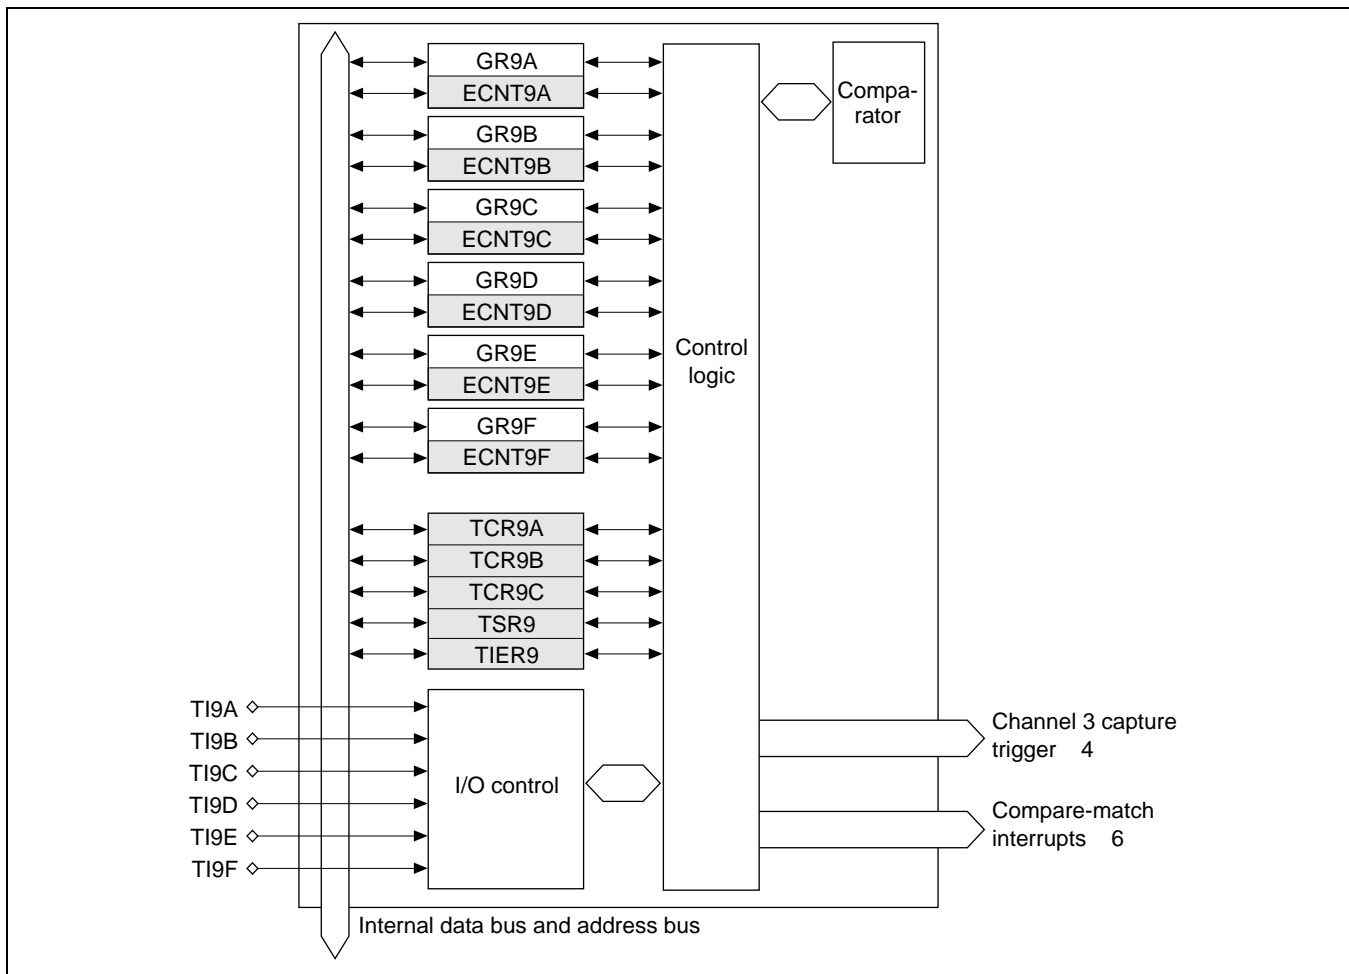 GR9A
ECNT9A
GR9B
ECNT9B
GR9C
ECNT9C
GR9D
ECNT9D
GR9E
ECNT9E
GR9F
ECNT9F
TCR9A
TCR9B
TCR9C
TSR9
TIER9
Control
logic
Compa-
rator
TI9A
TI9B
TI9C
TI9D
TI9E
TI9F
I/O control
Channel 3 capture
trigger 4
Compare-match
interrupts 6
Internal data bus and address bus